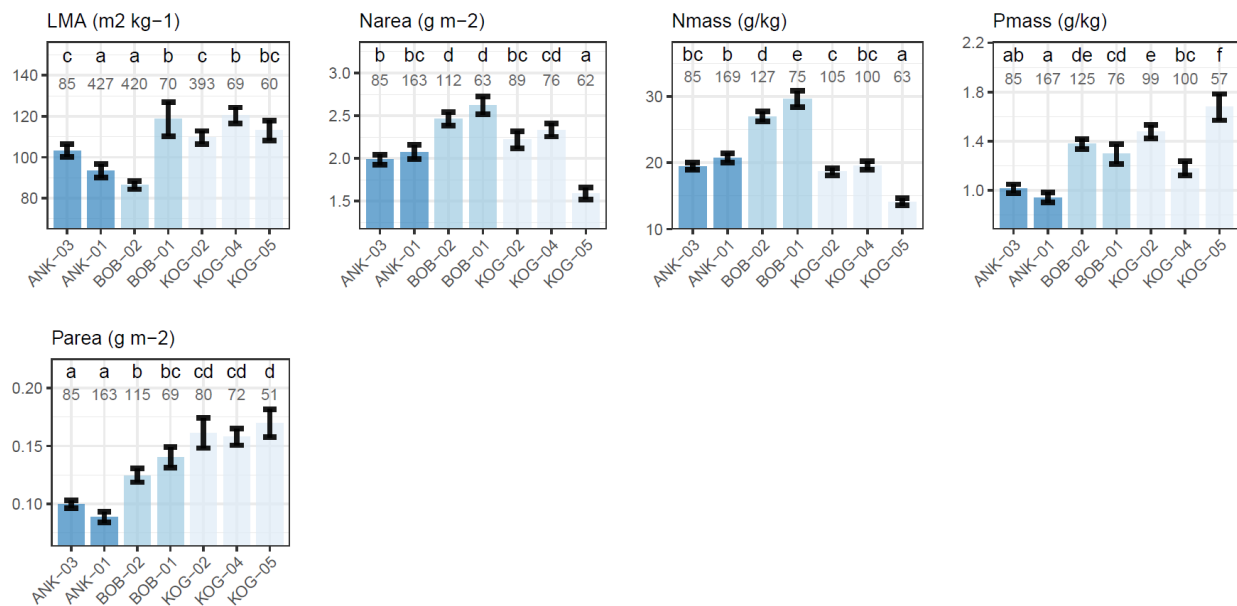 LMA (m2 kg−1)
c a a b c b bc
85 427 420 70 393 69 60
140
120
100
80
ANK−03 ANK−01 BOB−02 BOB−01 KOG−02 KOG−04 KOG−05
Narea (g m−2)
b bc d d bc cd a
85 163 112 63 89 76 62
3.0
2.5
2.0
1.5
ANK−03 ANK−01 BOB−02 BOB−01 KOG−02 KOG−04 KOG−05
Nmass (g/kg)
bc b d e c bc a
85 169 127 75 105 100 63
30
20
10
ANK−03 ANK−01 BOB−02 BOB−01 KOG−02 KOG−04 KOG−05
Pmass (g/kg)
2.2
ab a de cd e bc f
85 167 125 76 99 100 57
1.8
1.4
1.0
ANK−03 ANK−01 BOB−02 BOB−01 KOG−02 KOG−04 KOG−05
Parea (g m−2)
a a b bc cd cd d
0.20
85 163 115 69 80 72 51
0.15
0.10
ANK−03 ANK−01 BOB−02 BOB−01 KOG−02 KOG−04 KOG−05